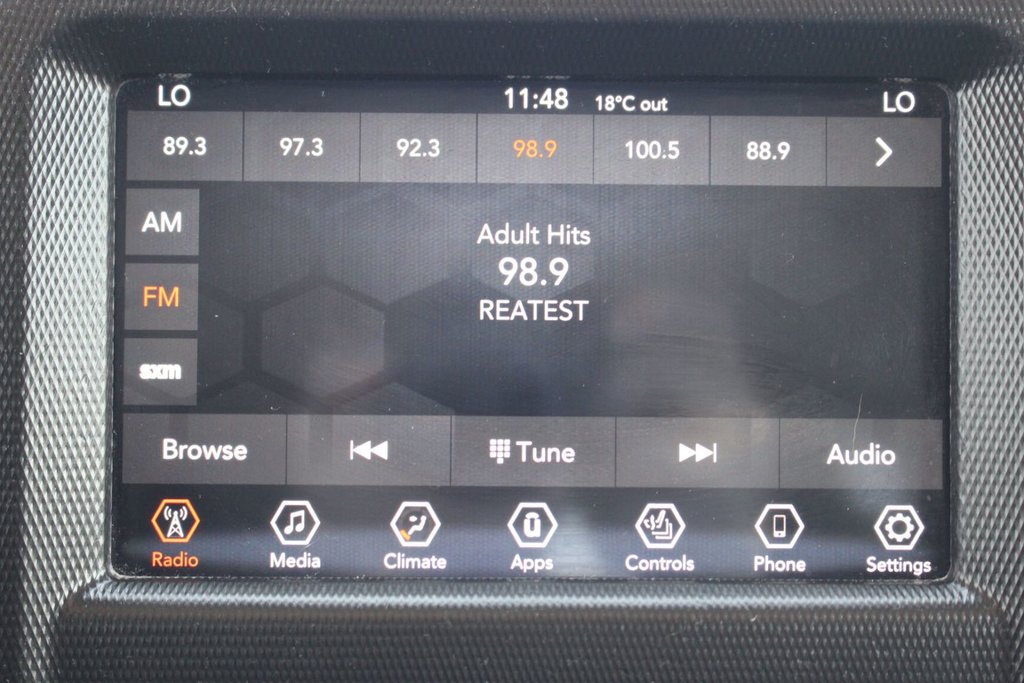 LO 11:48 18°C out LO
89.3 97.3 92.3 98.9 100.5 88.9
AM
Adult Hits
98.9
FM
REATEST
sxm
Browse Tune Audio
Radio Media Climate Apps Controls Phone Settings